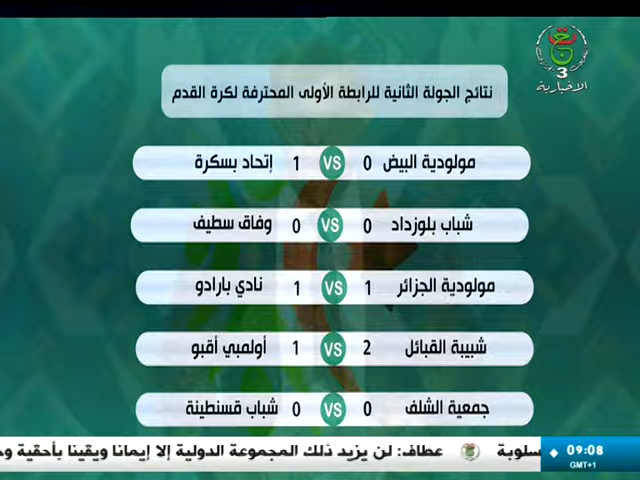 3
الاخبارية
نتائج الجولة الثانية للرابطة الأولى المحترفة لكرة القدم
مولودية البيض 0 VS 1 إتحاد بسكرة
شباب بلوزداد 0 VS 0 وفاق سطيف
مولودية الجزائر 1 VS 1 نادي بارادو
شبيبة القبائل 2 VS 1 أولمبي أقبو
جمعية الشلف 0 VS 0 شباب قسنطينة
سلوبة عطاف: لن يزيد ذلك المجموعة الدولية إلا إيمانا ويقينا بأحقية
09:08
GMT+1